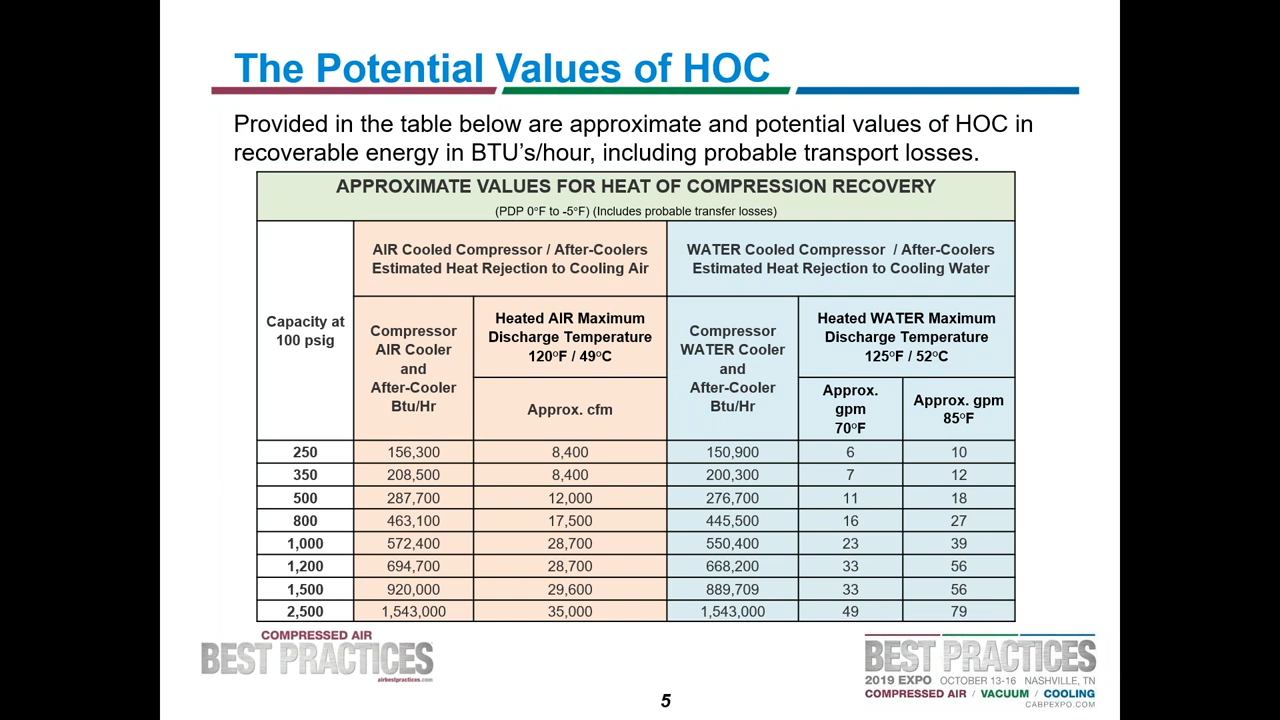 The Potential Values of HOC
Provided in the table below are approximate and potential values of HOC in
recoverable energy in BTU's/hour, including probable transport losses.
APPROXIMATE VALUES FOR HEAT OF COMPRESSION RECOVERY
(PDP 0°F to -5°F) (Includes probable transfer losses)
Capacity at
100 psig
AIR Cooled Compressor / After-Coolers
Estimated Heat Rejection to Cooling Air
WATER Cooled Compressor / After-Coolers
Estimated Heat Rejection to Cooling Water
Compressor
AIR Cooler
and
After-Cooler
Btu/Hr
Heated AIR Maximum
Discharge Temperature
120°F / 49°C
Approx. cfm
Compressor
WATER Cooler
and
After-Cooler
Btu/Hr
Heated WATER Maximum
Discharge Temperature
125°F / 52°C
Approx.
gpm
70°F
Approx. gpm
85°F
250 156,300 8,400 150,900 6 10
350 208,500 8,400 200,300 7 12
500 287,700 12,000 276,700 11 18
800 463,100 17,500 445,500 16 27
1,000 572,400 28,700 550,400 23 39
1,200 694,700 28,700 668,200 33 56
1,500 920,000 29,600 889,709 33 56
2,500 1,543,000 35,000 1,543,000 49 79
COMPRESSED AIR
BEST PRACTICES
airbestpractices.com
5
BEST PRACTICES
2019 EXPO OCTOBER 13-16 NASHVILLE, TN
COMPRESSED AIR / VACUUM / COOLING
CABPEXPO.COM